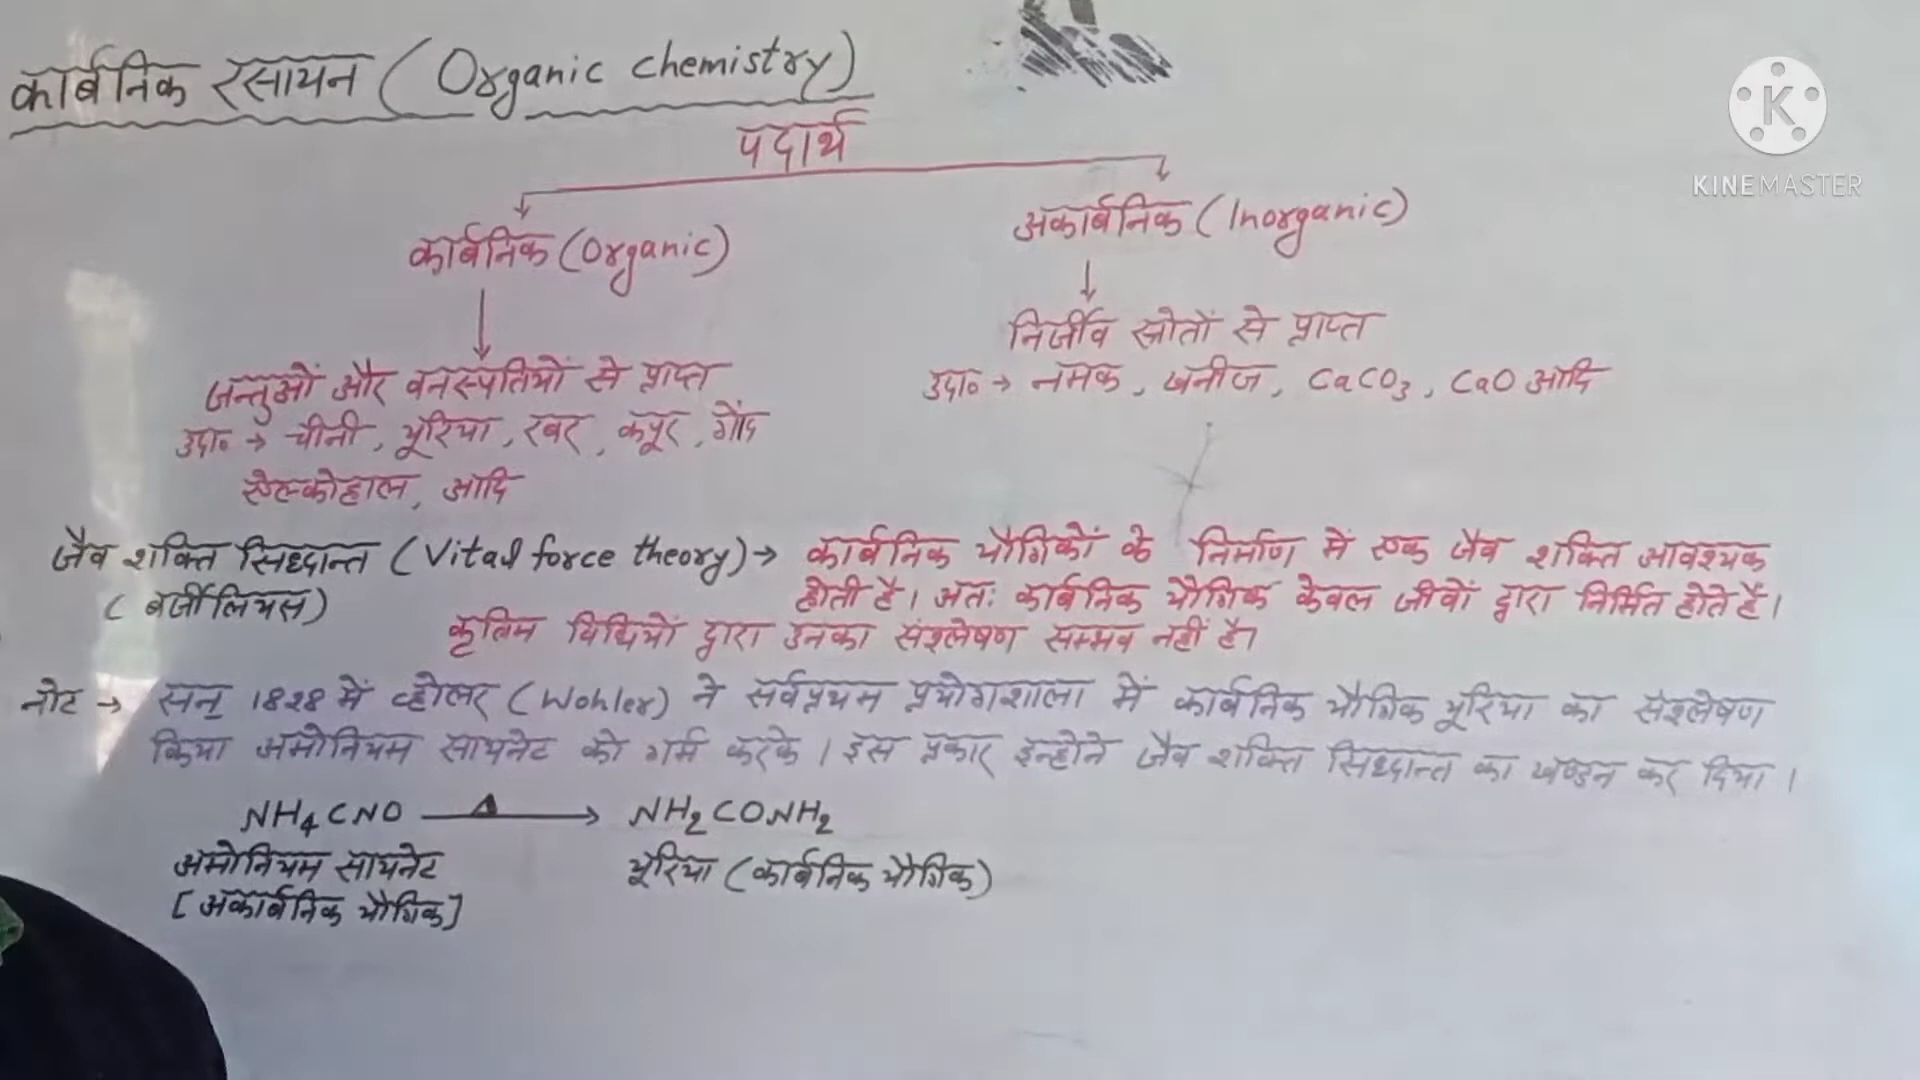 कार्बनिक रसायन (Organic chemistry)
K
KINEMASTER
पदार्थ
कार्बनिक (Organic)
अकार्बनिक (Inorganic)
जन्तुओं और वनस्पतियों से प्राप्त
उदा० → चीनी, यूरिया, रबर, कपूर, गोंद
ऐल्कोहाल, आदि
निर्जीव स्रोतों से प्राप्त
उदा० → नमक, खनीज, CaCO₃, CaO आदि
जैव शक्ति सिध्दान्त (Vital force theory) → कार्बनिक यौगिकों के निर्माण में एक जैव शक्ति आवश्यक
(बर्जीलियस) होती है। अतः कार्बनिक यौगिक केवल जीवों द्वारा निर्मित होते हैं।
कृत्रिम विधियों द्वारा उनका संश्लेषण सम्भव नहीं है।
नोट → सन् 1828 में व्होलर (Wohler) ने सर्वप्रथम प्रयोगशाला में कार्बनिक यौगिक यूरिया का संश्लेषण
किया अमोनियम सायनेट को गर्म करके। इस प्रकार इन्होने जैव शक्ति सिध्दान्त का खण्डन कर दिया।
NH₄CNO —Δ→ NH₂CONH₂
अमोनियम सायनेट यूरिया (कार्बनिक यौगिक)
[अकार्बनिक यौगिक]